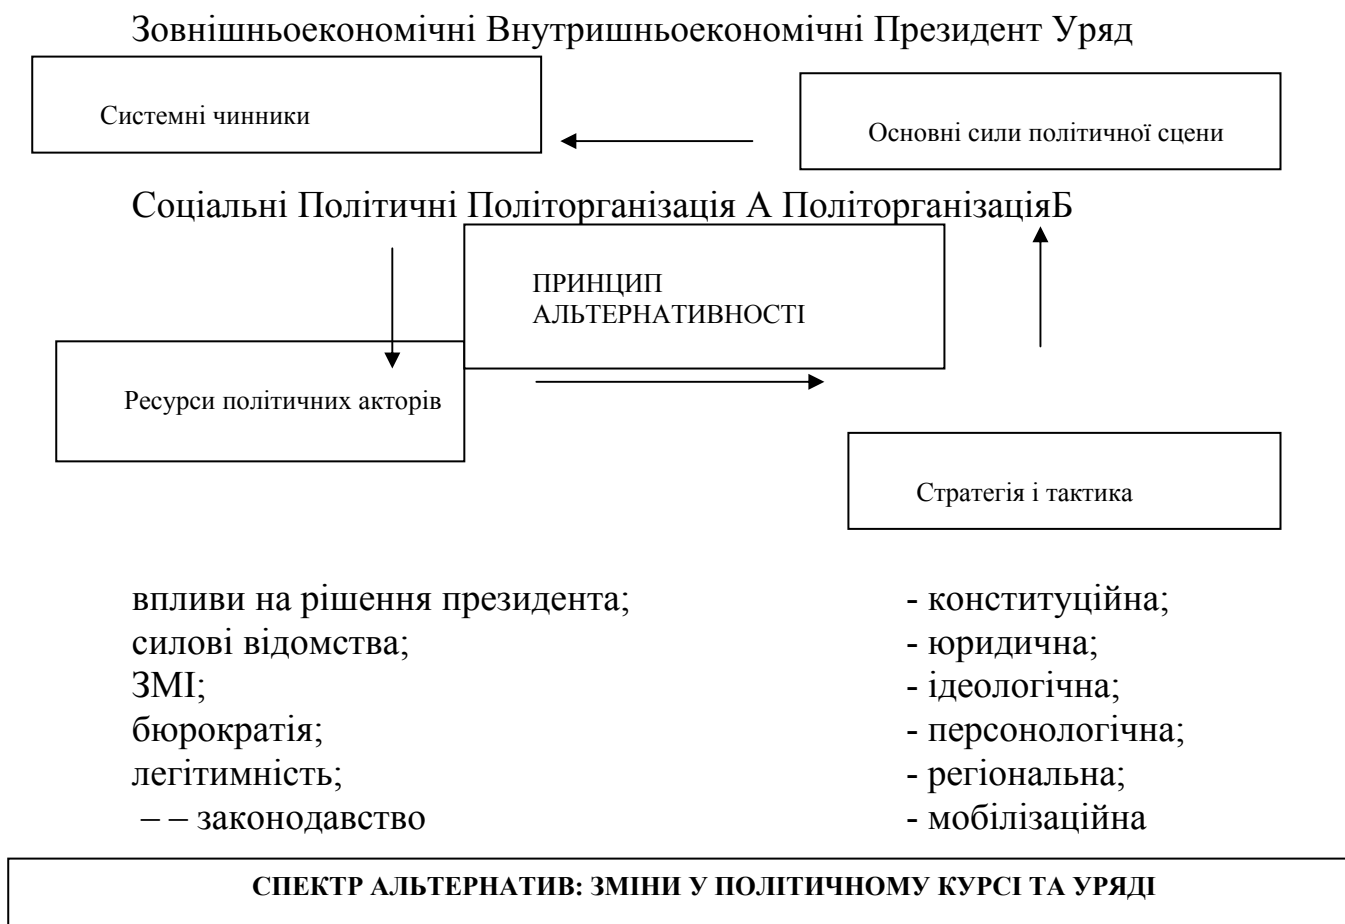 Зовнішньоекономічні Внутришньоекономічні Президент Уряд
Системні чинники
Основні сили політичної сцени
Соціальні Політичні Політорганізація А ПоліторганізаціяБ
ПРИНЦИП
АЛЬТЕРНАТИВНОСТІ
Ресурси політичних акторів
Стратегія і тактика
впливи на рішення президента;
- конституційна;
силові відомства;
- юридична;
ЗМІ;
- ідеологічна;
бюрократія;
- персонологічна;
легітимність;
- регіональна;
– – законодавство
- мобілізаційна
СПЕКТР АЛЬТЕРНАТИВ: ЗМІНИ У ПОЛІТИЧНОМУ КУРСІ ТА УРЯДІ